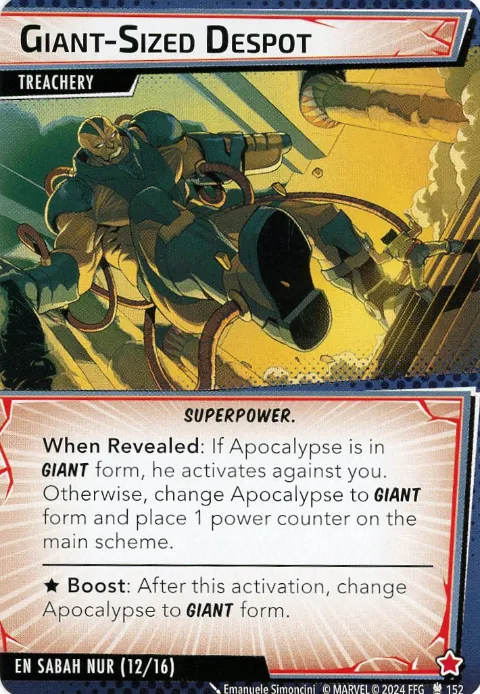 Giant-Sized Despot
TREACHERY
SUPERPOWER.
When Revealed: If Apocalypse is in
GIANT form, he activates against you.
Otherwise, change Apocalypse to GIANT
form and place 1 power counter on the
main scheme.
★ Boost: After this activation, change
Apocalypse to GIANT form.
EN SABAH NUR (12/16)
Emanuele Simoncini © MARVEL © 2024 FFG 152